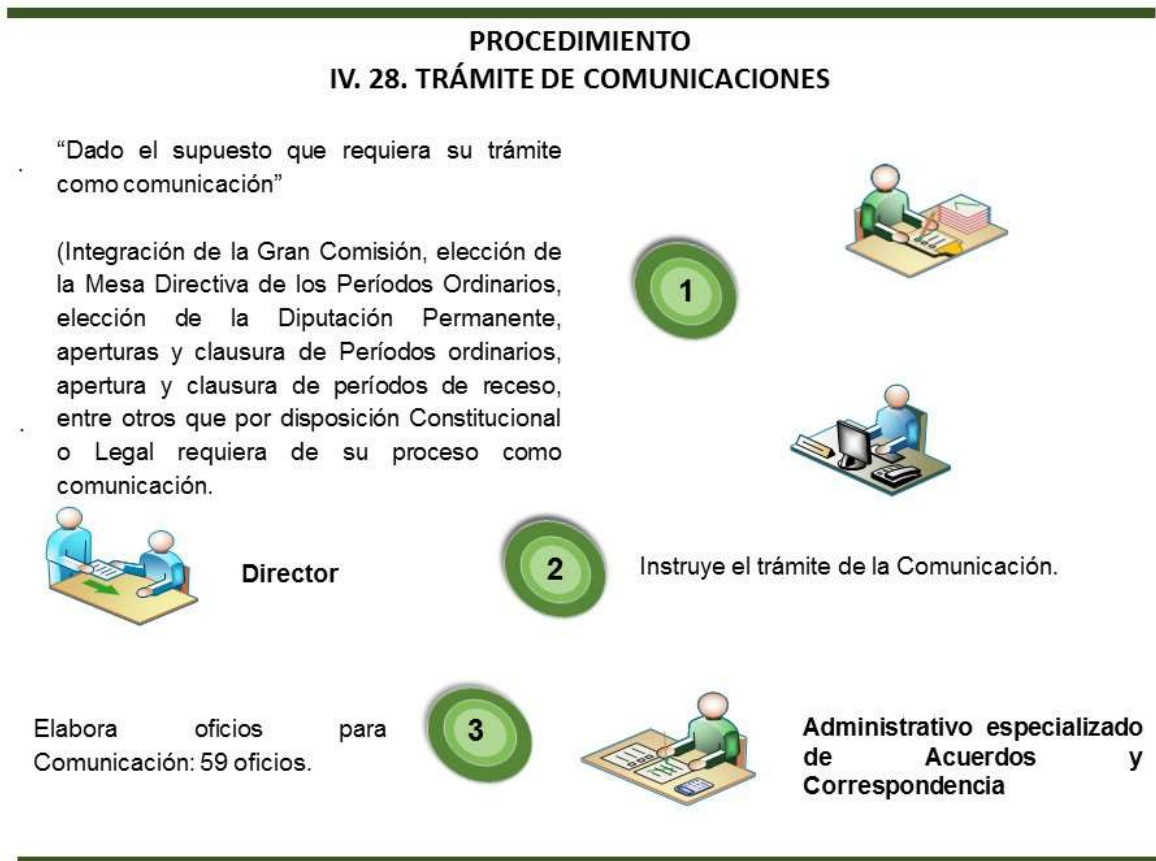 PROCEDIMIENTO
IV. 28. TRÁMITE DE COMUNICACIONES
“Dado el supuesto que requiera su trámite
como comunicación”
(Integración de la Gran Comisión, elección de
la Mesa Directiva de los Períodos Ordinarios,
elección de la Diputación Permanente,
aperturas y clausura de Períodos ordinarios,
apertura y clausura de períodos de receso,
entre otros que por disposición Constitucional
o Legal requiera de su proceso como
comunicación.
1
Director
2
Instruye el trámite de la Comunicación.
Elabora oficios para
Comunicación: 59 oficios.
3
Administrativo especializado
de Acuerdos y
Correspondencia